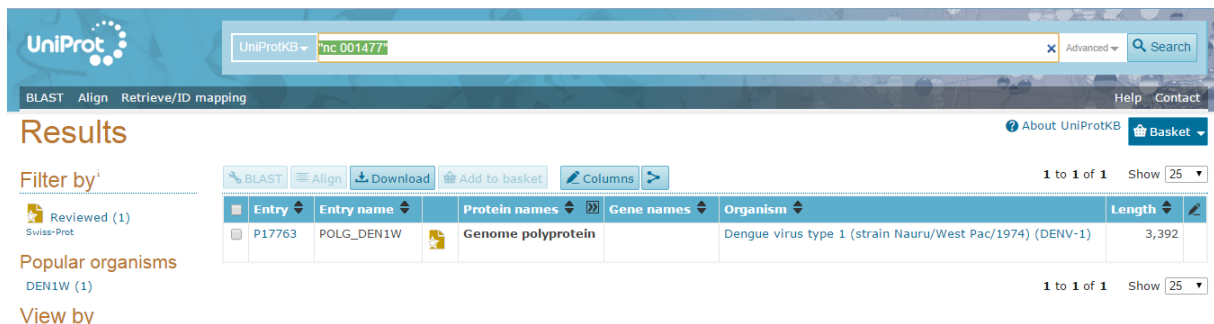 UniProt
UniProtKB "nc 001477" Advanced Search
BLAST Align Retrieve/ID mapping Help Contact
Results
About UniProtKB Basket
Filter by i
BLAST Align Download Add to basket Columns 1 to 1 of 1 Show 25
Reviewed (1)
Swiss-Prot
Entry Entry name Protein names Gene names Organism Length
P17763 POLG_DEN1W Genome polyprotein Dengue virus type 1 (strain Nauru/West Pac/1974) (DENV-1) 3,392
Popular organisms
DEN1W (1)
1 to 1 of 1 Show 25
View by